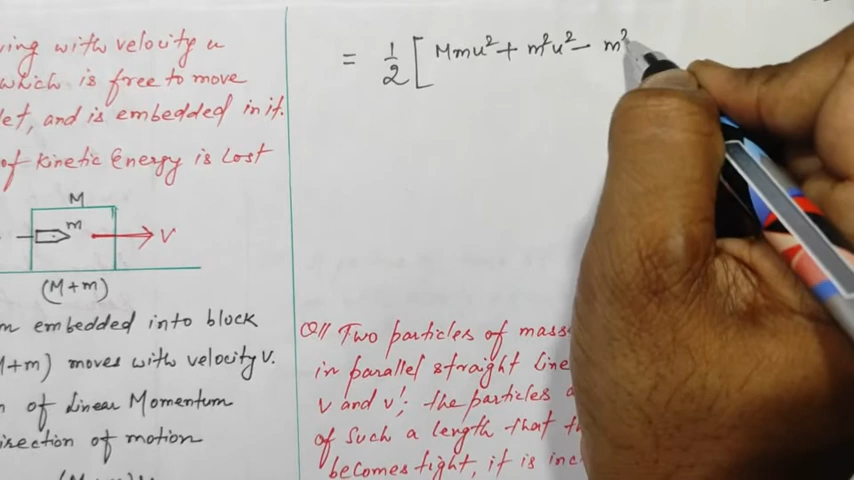 ving with velocity u
which is free to move
let, and is embedded in it.
of kinetic Energy is Lost
M
m
V
(M+m)
m embedded into block
M+m) moves with velocity v.
n of Linear Momentum
direction of motion
= 1/2 [ Mmu² + m²u² - m²
Q|| Two particles of mass
in parallel straight line
v and v'; the particles a
of such a length that th
becomes tight, it is inc